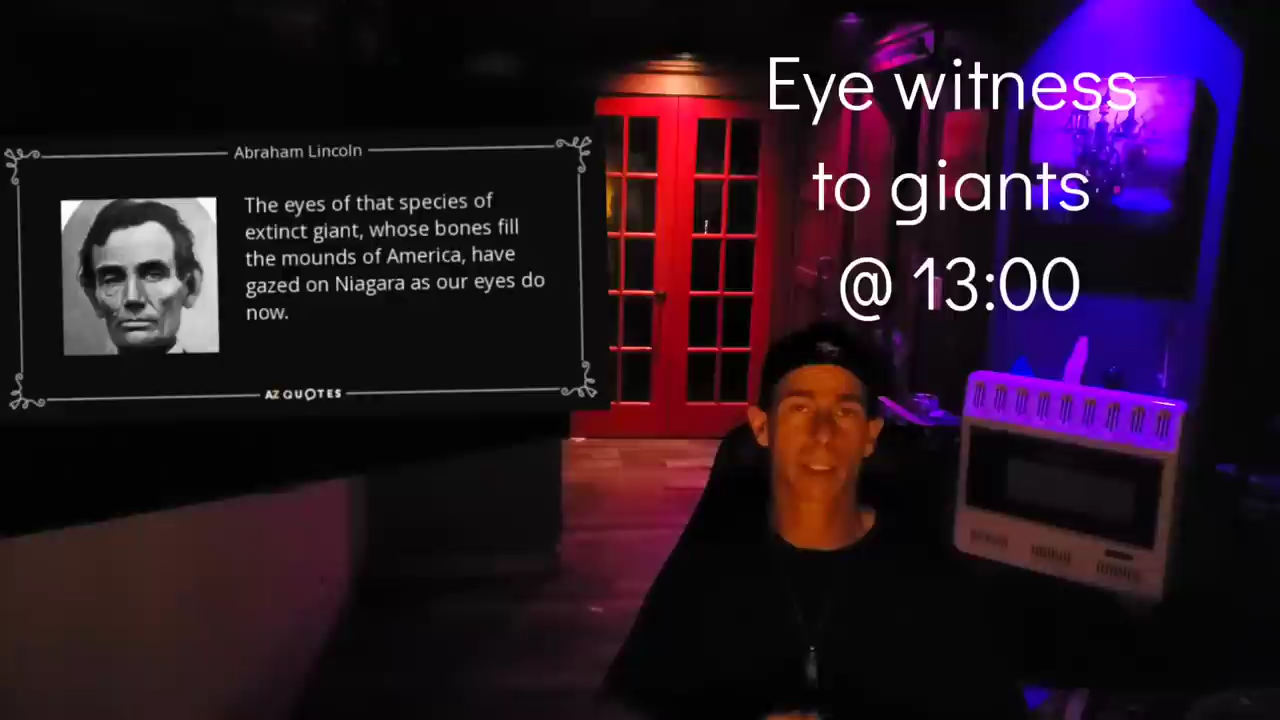 Abraham Lincoln
The eyes of that species of
extinct giant, whose bones fill
the mounds of America, have
gazed on Niagara as our eyes do
now.
AZ QUOTES
Eye witness
to giants
@ 13:00